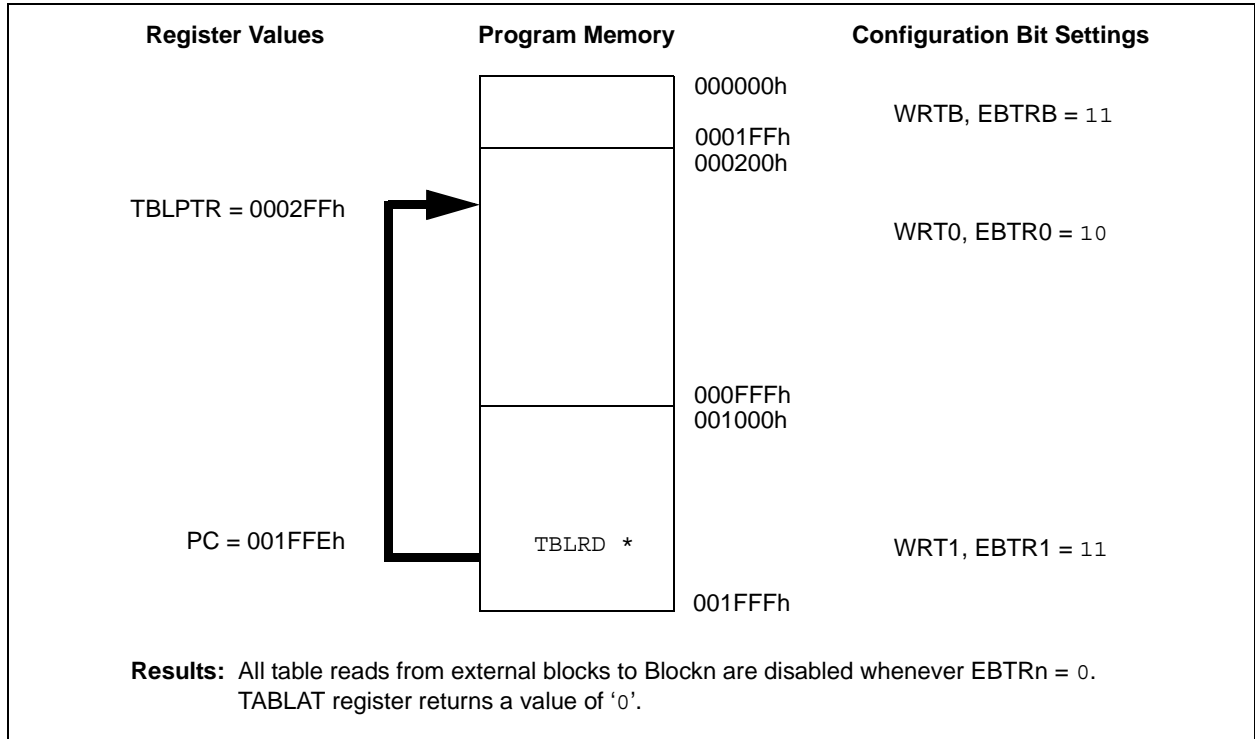 Register Values
Program Memory
Configuration Bit Settings
000000h
WRTB, EBTRB = 11
0001FFh
000200h
TBLPTR = 0002FFh
WRT0, EBTR0 = 10
000FFFh
001000h
PC = 001FFEh
TBLRD *
WRT1, EBTR1 = 11
001FFFh
Results: All table reads from external blocks to Blockn are disabled whenever EBTRn = 0.
TABLAT register returns a value of ‘0’.